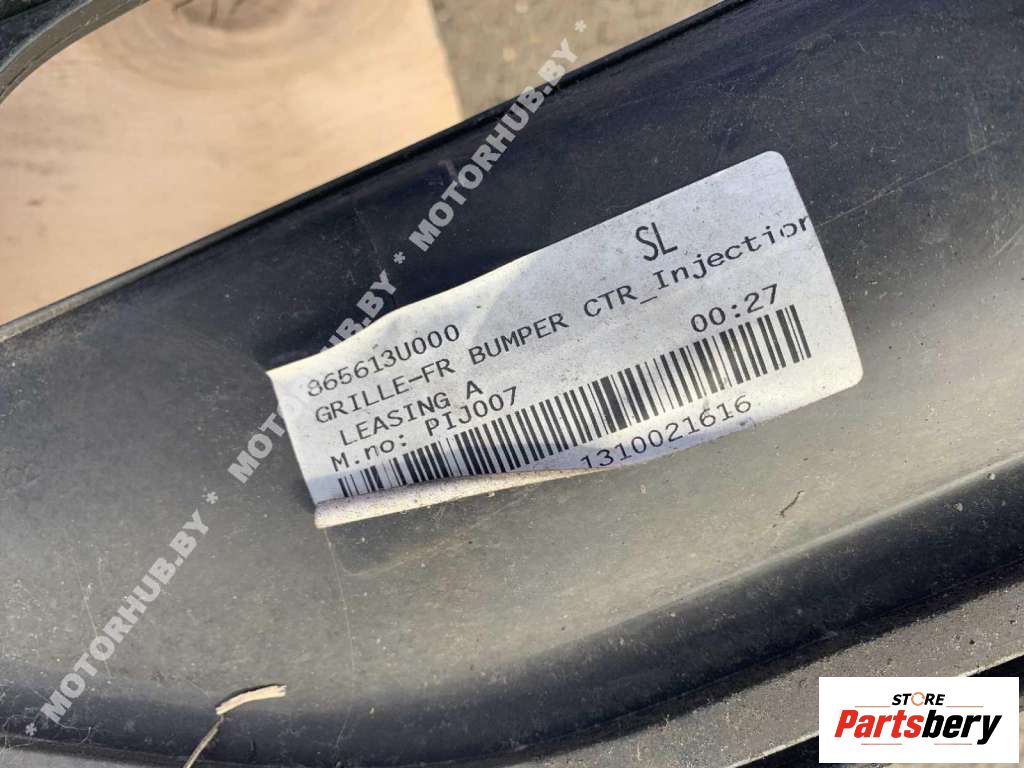 SL
865613U000
GRILLE-FR BUMPER CTR_Injection
LEASING A
00:27
M.no: PIJ007
1310021616
* MOTORHUB.BY * MOTORHUB.BY * MOTORHUB.BY *
STORE
Partsbery